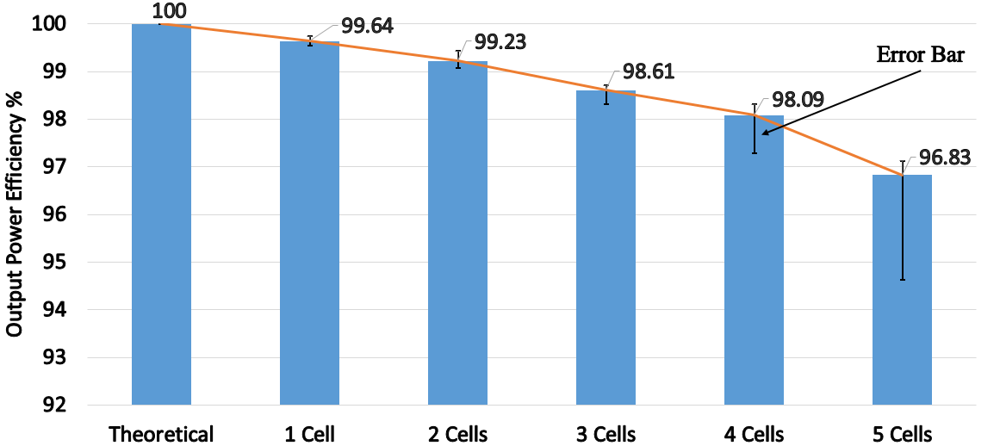 100
100
99.64
99.23
Error Bar
99
98.61
98.09
98
97
96.83
96
95
94
93
92
Output Power Efficiency %
Theoretical
1 Cell
2 Cells
3 Cells
4 Cells
5 Cells